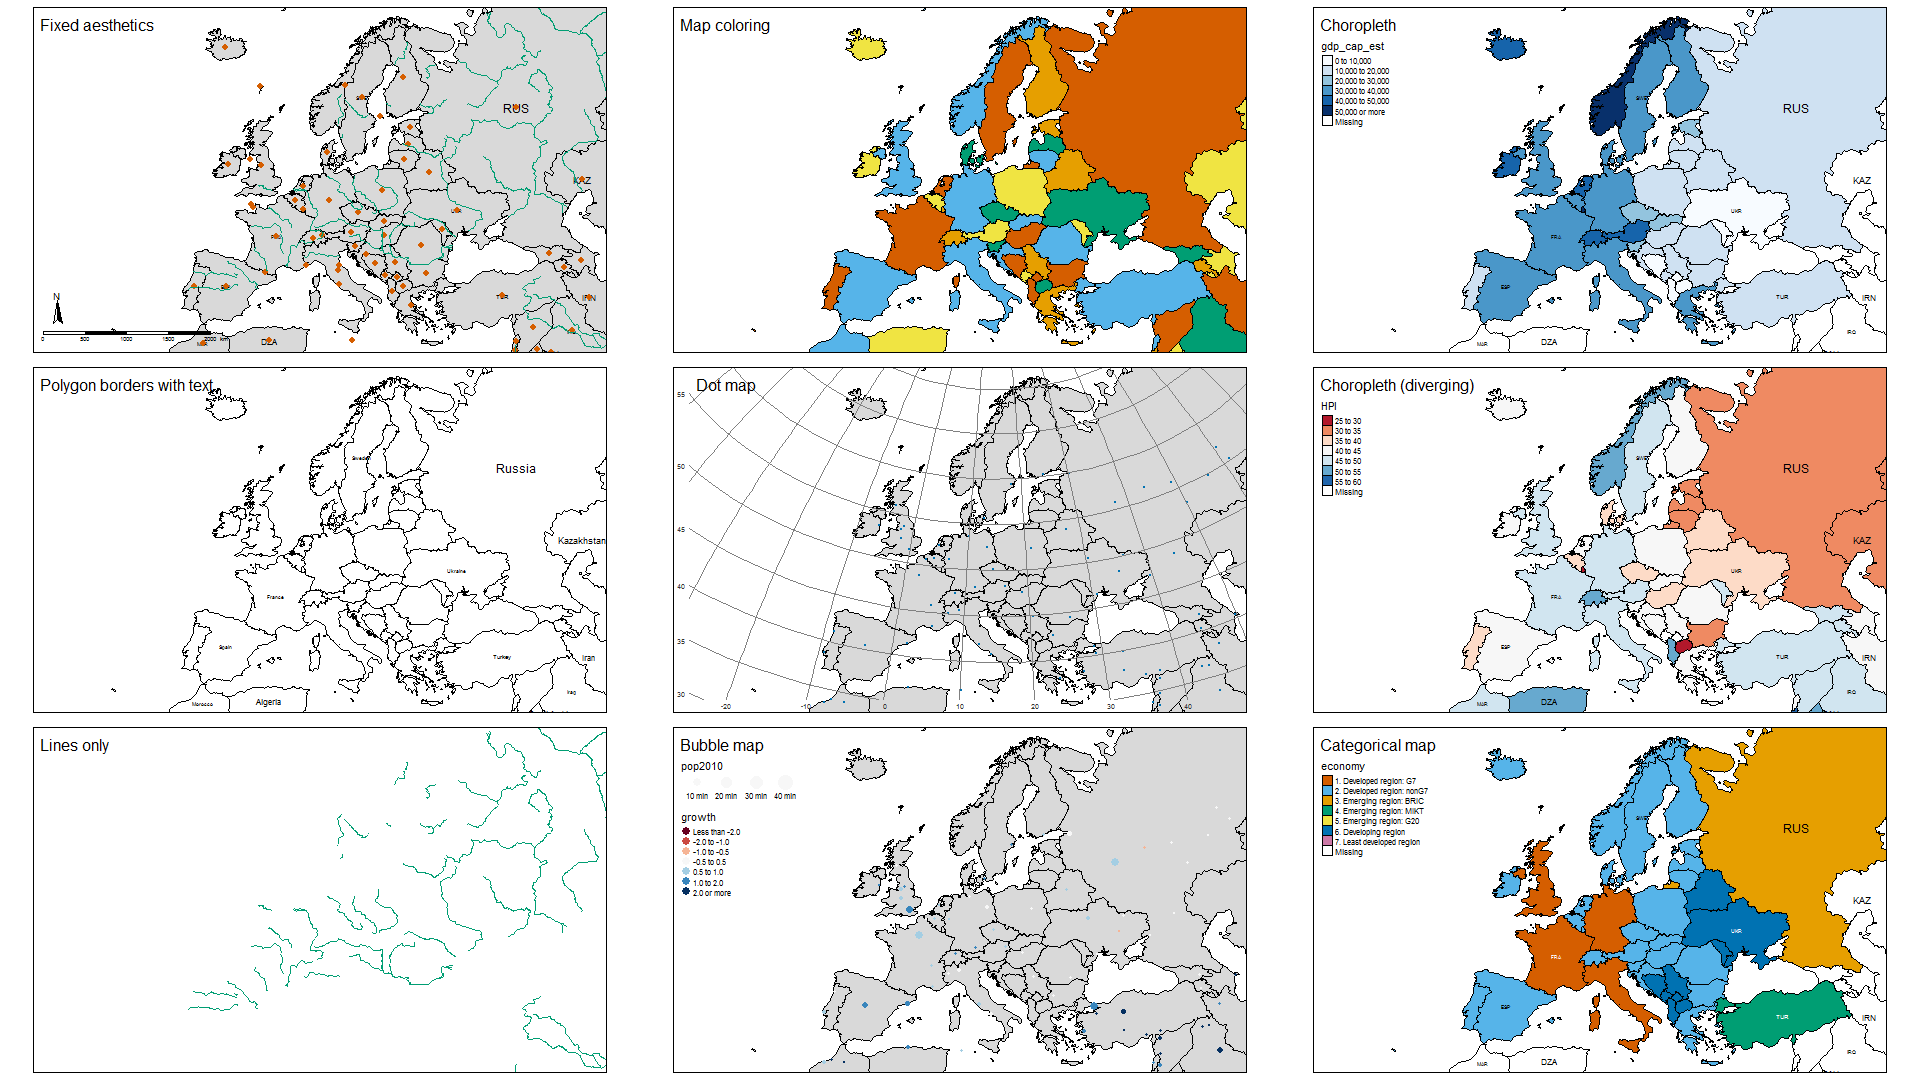 Fixed aesthetics
RUS
KAZ
IRN
N
0 500 1000 1500 2000 km
DZA
Map coloring
Choropleth
gdp_cap_est
0 to 10,000
10,000 to 20,000
20,000 to 30,000
30,000 to 40,000
40,000 to 50,000
50,000 or more
Missing
SWE
RUS
KAZ
UKR
FRA
ESP
TUR
IRN
IRQ
MAR
DZA
Polygon borders with text
Sweden
Russia
Kazakhstan
Ukraine
France
Spain
Turkey
Iran
Iraq
Morocco
Algeria
Dot map
55
50
45
40
35
30
-20 -10 0 10 20 30 40
Choropleth (diverging)
HPI
25 to 30
30 to 35
35 to 40
40 to 45
45 to 50
50 to 55
55 to 60
Missing
SWE
RUS
KAZ
UKR
FRA
ESP
TUR
IRN
IRQ
MAR
DZA
Lines only
Bubble map
pop2010
10 mln 20 mln 30 mln 40 mln
growth
Less than -2.0
-2.0 to -1.0
-1.0 to -0.5
-0.5 to 0.5
0.5 to 1.0
1.0 to 2.0
2.0 or more
Categorical map
economy
1. Developed region: G7
2. Developed region: nonG7
3. Emerging region: BRIC
4. Emerging region: MIKT
5. Emerging region: G20
6. Developing region
7. Least developed region
Missing
SWE
RUS
KAZ
UKR
FRA
ESP
TUR
IRN
IRQ
MAR
DZA